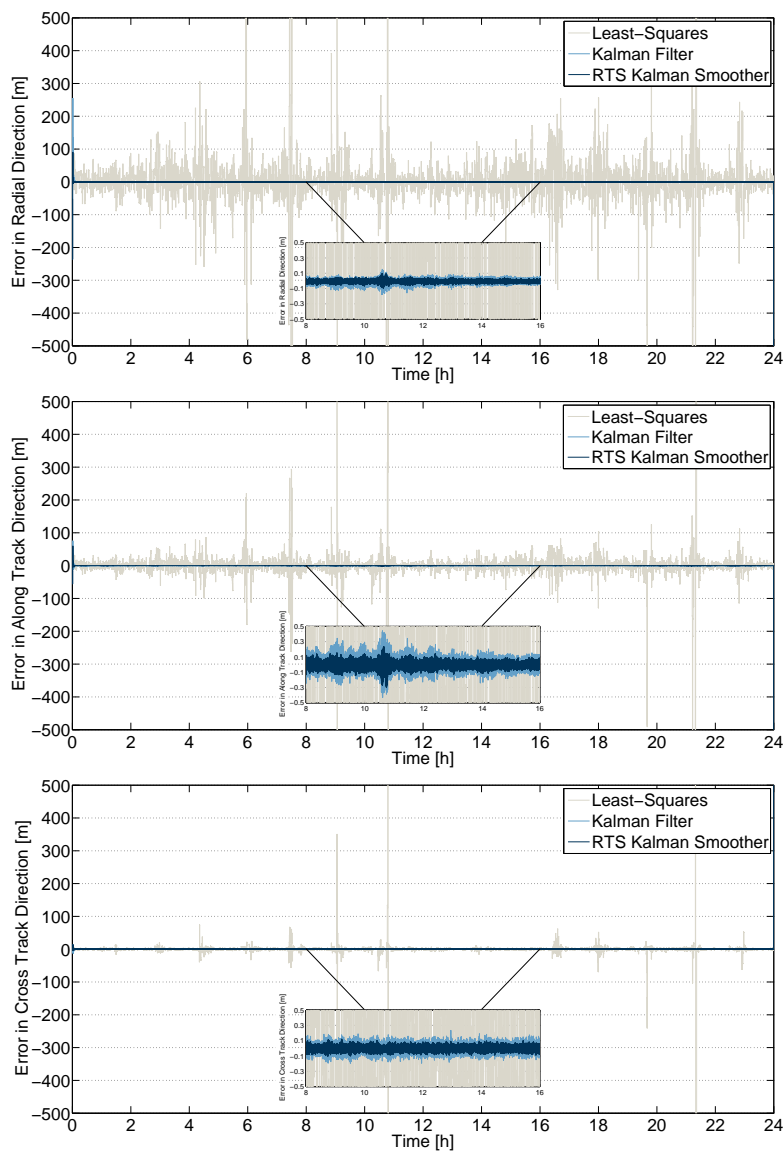 500
400
300
200
100
0
−100
−200
−300
−400
−500
Error in Radial Direction [m]
Least−Squares
Kalman Filter
RTS Kalman Smoother
0.5
0.3
0.1
−0.1
−0.3
−0.5
Error in Radial Direction [m]
8 10 12 14 16
0 2 4 6 8 10 12 14 16 18 20 22 24
Time [h]
500
400
300
200
100
0
−100
−200
−300
−400
−500
Error in Along Track Direction [m]
Least−Squares
Kalman Filter
RTS Kalman Smoother
0.5
0.3
0.1
−0.1
−0.3
−0.5
Error in Along Track Direction [m]
8 10 12 14 16
0 2 4 6 8 10 12 14 16 18 20 22 24
Time [h]
500
400
300
200
100
0
−100
−200
−300
−400
−500
Error in Cross Track Direction [m]
Least−Squares
Kalman Filter
RTS Kalman Smoother
0.5
0.3
0.1
−0.1
−0.3
−0.5
Error in Cross Track Direction [m]
8 10 12 14 16
0 2 4 6 8 10 12 14 16 18 20 22 24
Time [h]